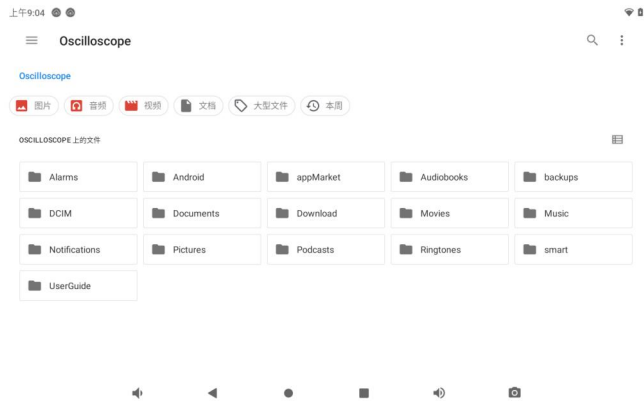 上午9:04
Oscilloscope
Oscilloscope
图片 音频 视频 文档 大型文件 本周
OSCILLOSCOPE 上的文件
Alarms Android appMarket Audiobooks backups
DCIM Documents Download Movies Music
Notifications Pictures Podcasts Ringtones smart
UserGuide